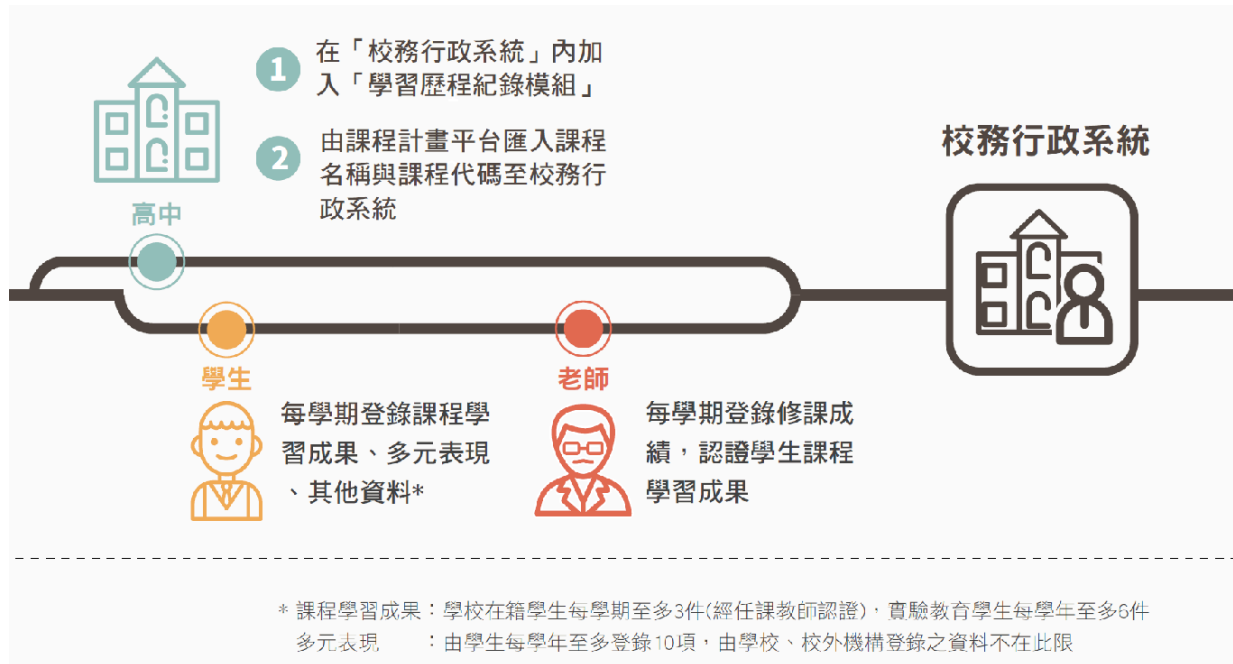 1 在「校務行政系統」內加
入「學習歷程紀錄模組」
2 由課程計畫平台匯入課程
名稱與課程代碼至校務行
政系統
高中
校務行政系統
學生
每學期登錄課程學
習成果、多元表現
、其他資料*
老師
每學期登錄修課成
績，認證學生課程
學習成果
* 課程學習成果：學校在籍學生每學期至多3件(經任課教師認證)，實驗教育學生每學年至多6件
多元表現 ：由學生每學年至多登錄10項，由學校、校外機構登錄之資料不在此限